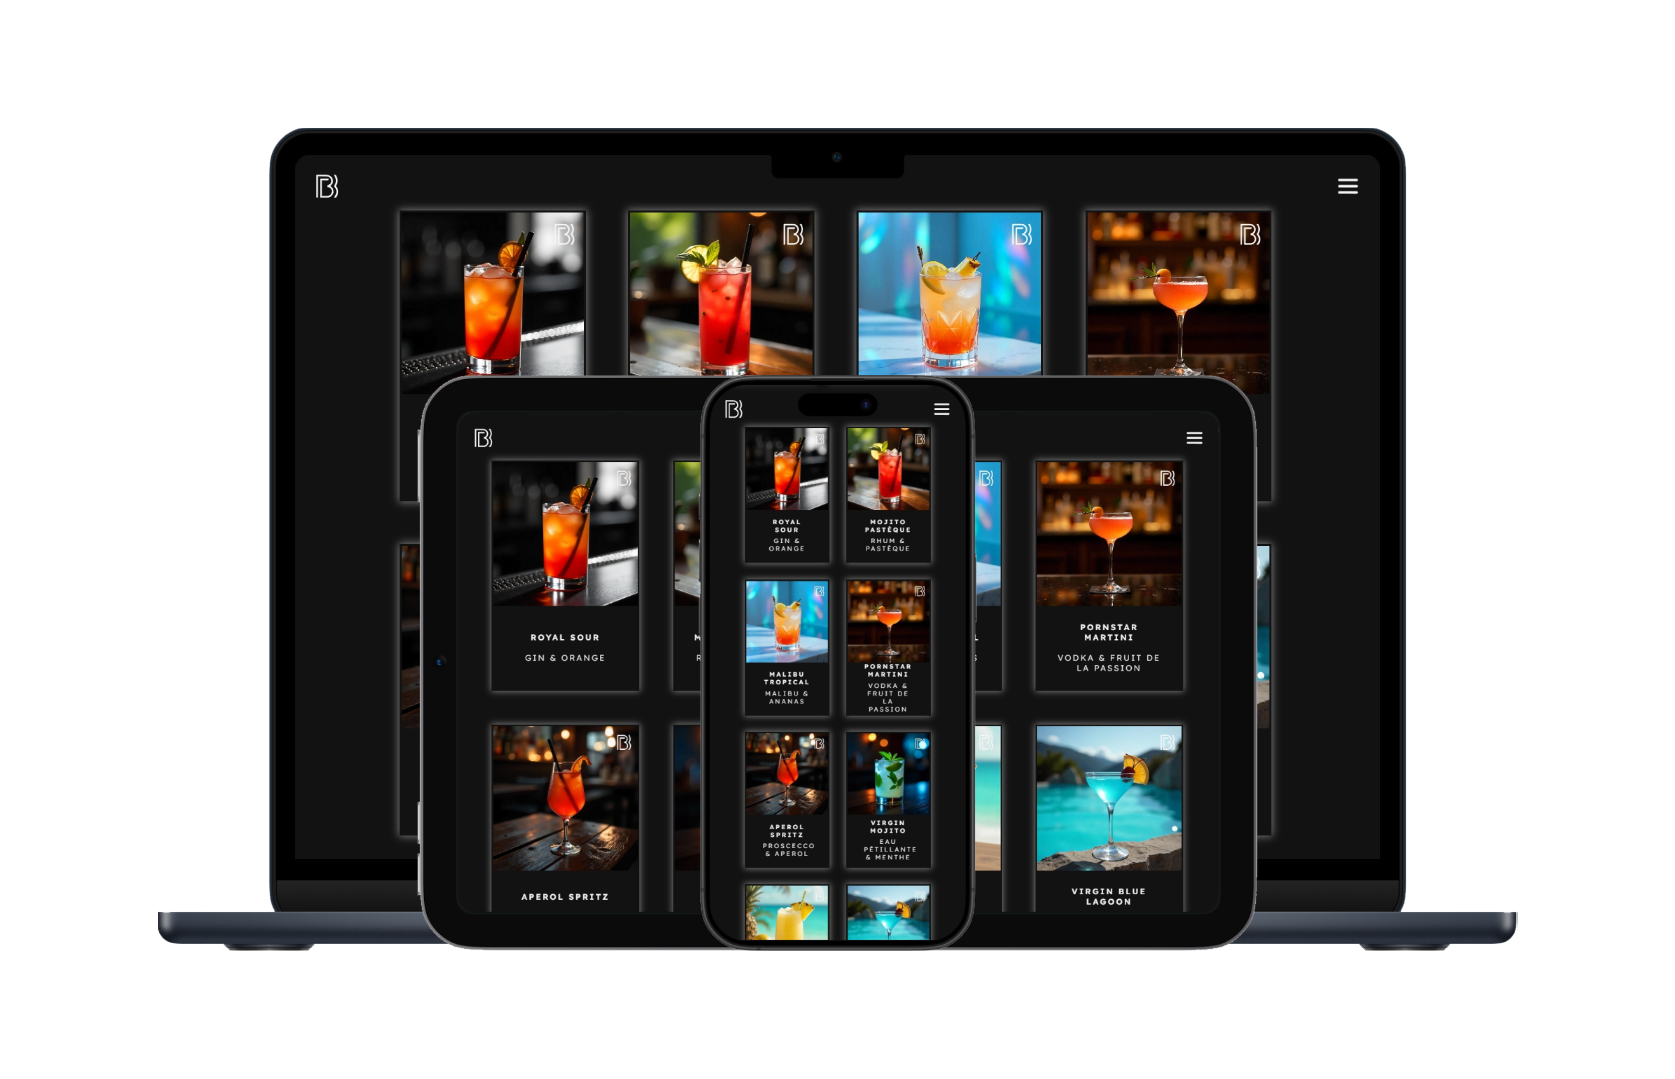 B
B
B
B
B
B
B
B
B
B
ROYAL SOUR
GIN & ORANGE
PORNSTAR
MARTINI
VODKA & FRUIT DE
LA PASSION
B
B
B
APEROL SPRITZ
VIRGIN BLUE
LAGOON
B
B
B
ROYAL
SOUR
GIN &
ORANGE
MOJITO
PASTÈQUE
RHUM &
PASTÈQUE
B
B
MALIBU
TROPICAL
MALIBU &
ANANAS
PORNSTAR
MARTINI
VODKA &
FRUIT DE
LA
PASSION
B
B
APEROL
SPRITZ
PROSCECCO
& APEROL
VIRGIN
MOJITO
EAU
PÉTILLANTE
& MENTHE